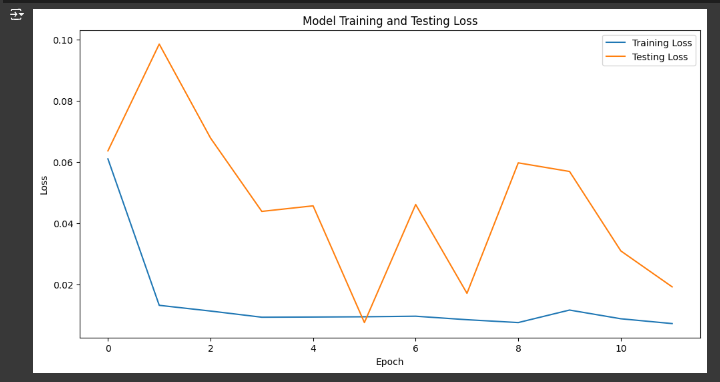 Model Training and Testing Loss
Training Loss
Testing Loss
0.10
0.08
0.06
0.04
0.02
Loss
0 2 4 6 8 10
Epoch